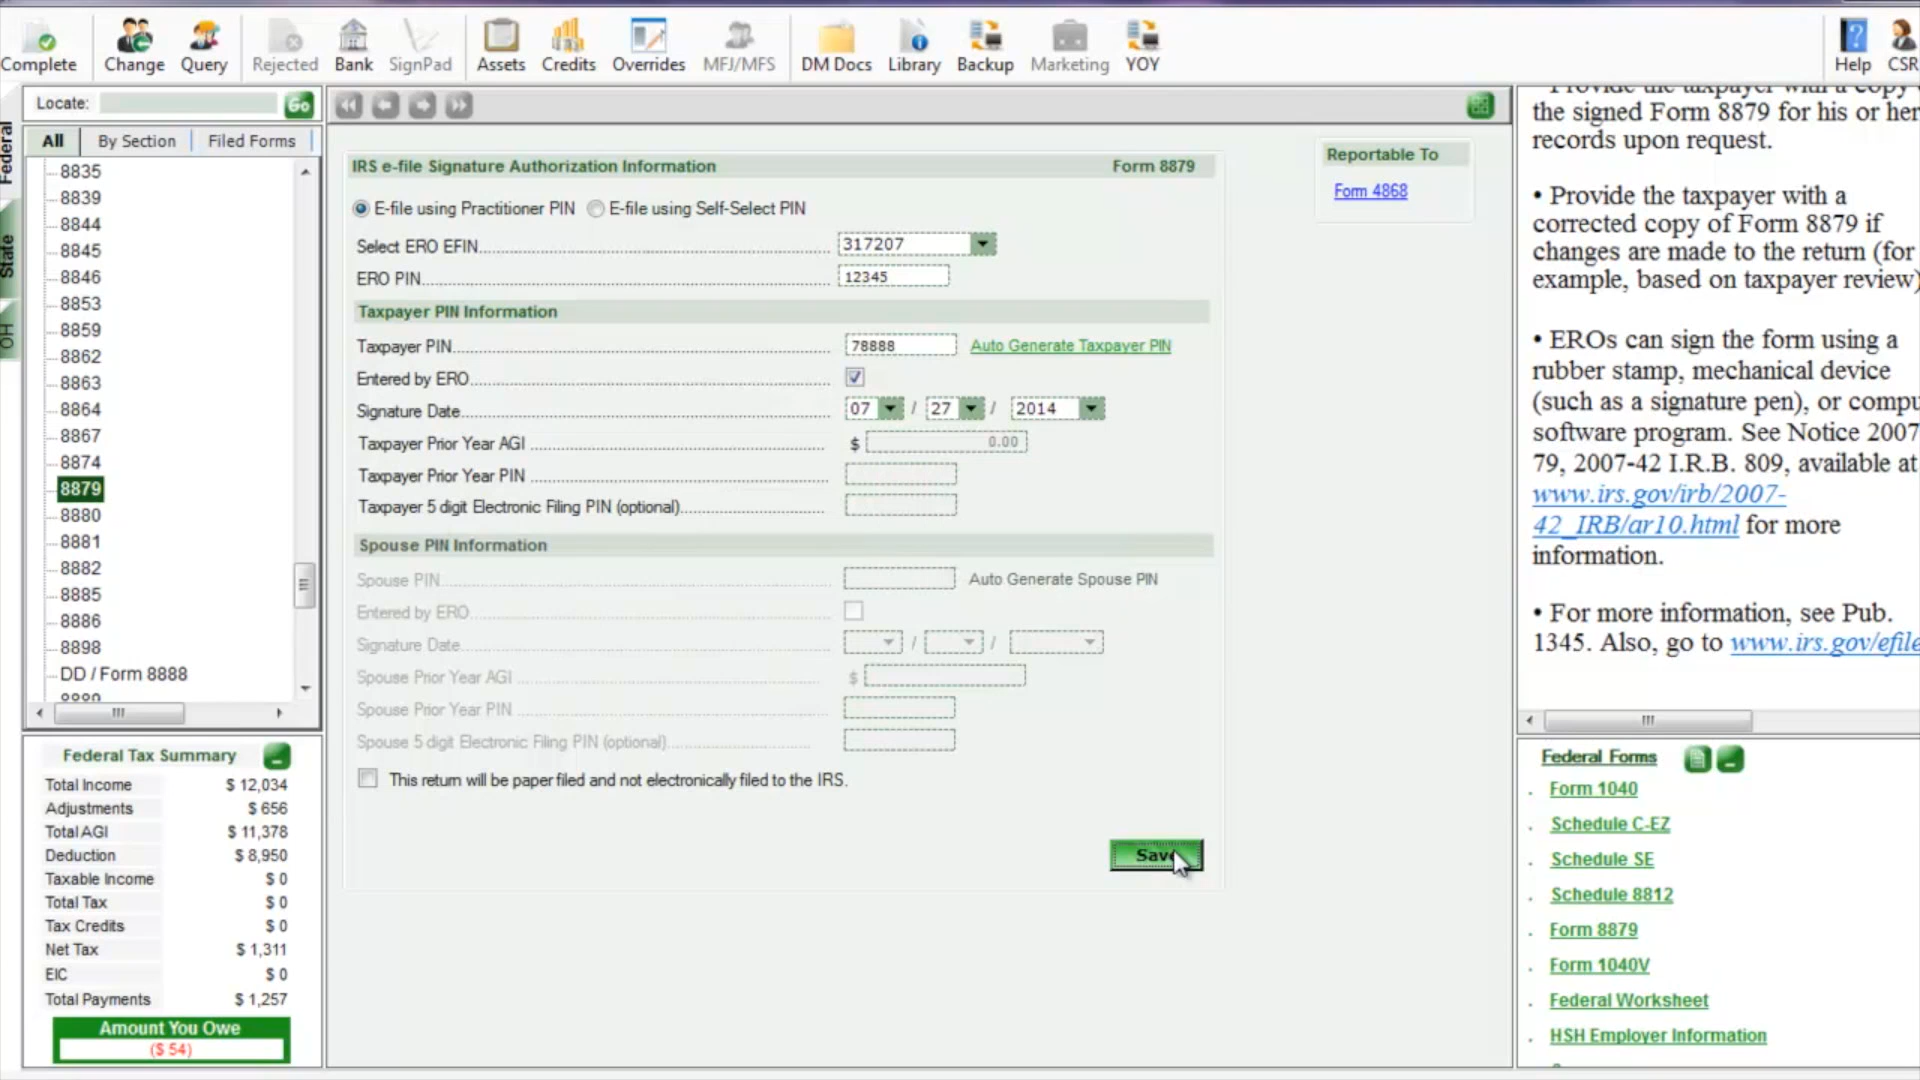 Complete
Change
Query
Rejected
Bank
SignPad
Assets
Credits
Overrides
MFJ/MFS
DM Docs
Library
Backup
Marketing
YOY
Help
CSR
Federal
State
OH
Locate:
Go
All
By Section
Filed Forms
8835
8839
8844
8845
8846
8853
8859
8862
8863
8864
8867
8874
8879
8880
8881
8882
8885
8886
8898
DD / Form 8888
8889
Federal Tax Summary
Total Income $ 12,034
Adjustments $ 656
Total AGI $ 11,378
Deduction $ 8,950
Taxable Income $ 0
Total Tax $ 0
Tax Credits $ 0
Net Tax $ 1,311
EIC $ 0
Total Payments $ 1,257
Amount You Owe
($ 54)
IRS e-file Signature Authorization Information Form 8879
E-file using Practitioner PIN E-file using Self-Select PIN
Select ERO EFIN 317207
ERO PIN 12345
Taxpayer PIN Information
Taxpayer PIN 78888 Auto Generate Taxpayer PIN
Entered by ERO
Signature Date 07 / 27 / 2014
Taxpayer Prior Year AGI $ 0.00
Taxpayer Prior Year PIN
Taxpayer 5 digit Electronic Filing PIN (optional)
Spouse PIN Information
Spouse PIN Auto Generate Spouse PIN
Entered by ERO
Signature Date / /
Spouse Prior Year AGI $
Spouse Prior Year PIN
Spouse 5 digit Electronic Filing PIN (optional)
This return will be paper filed and not electronically filed to the IRS.
Save
Reportable To
Form 4868
• Provide the taxpayer with a copy
the signed Form 8879 for his or her
records upon request.
• Provide the taxpayer with a
corrected copy of Form 8879 if
changes are made to the return (for
example, based on taxpayer review)
• EROs can sign the form using a
rubber stamp, mechanical device
(such as a signature pen), or compu
software program. See Notice 2007
79, 2007-42 I.R.B. 809, available at
www.irs.gov/irb/2007-
42_IRB/ar10.html for more
information.
• For more information, see Pub.
1345. Also, go to www.irs.gov/efile
Federal Forms
Form 1040
Schedule C-EZ
Schedule SE
Schedule 8812
Form 8879
Form 1040V
Federal Worksheet
HSH Employer Information